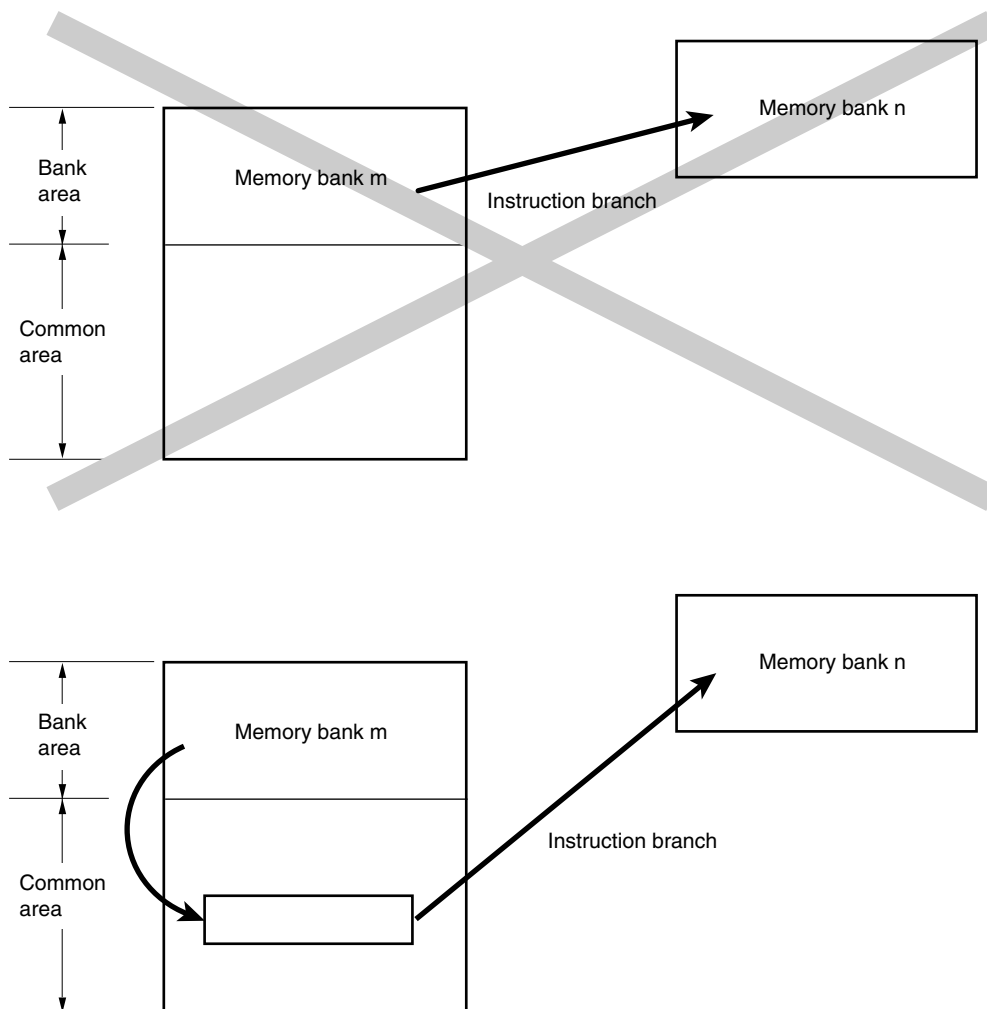 Memory bank n
Bank
area
Memory bank m
Instruction branch
Common
area
Memory bank n
Bank
area
Memory bank m
Instruction branch
Common
area